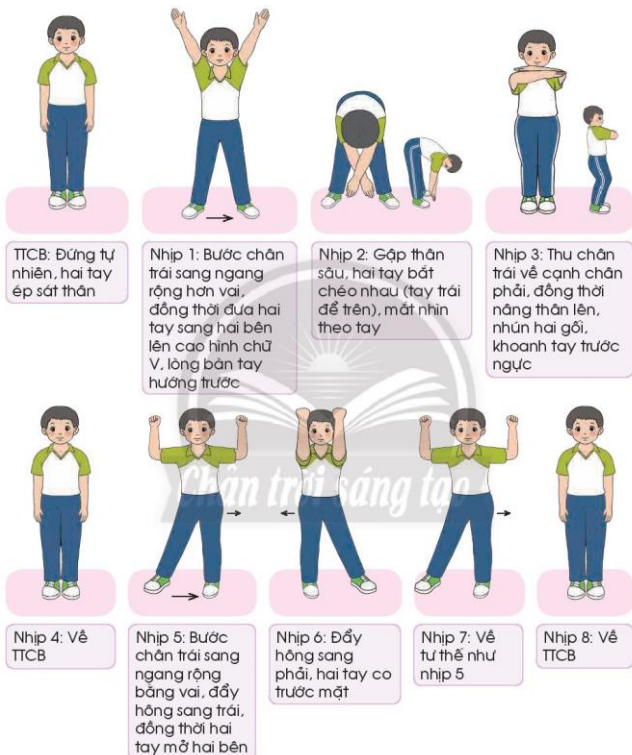 TTCB: Đứng tự
nhiên, hai tay
ép sát thân
Nhịp 1: Bước chân
trái sang ngang
rộng hơn vai,
đồng thời đưa hai
tay sang hai bên
lên cao hình chữ
V, lòng bàn tay
hướng trước
Nhịp 2: Gập thân
sâu, hai tay bắt
chéo nhau (tay trái
để trên), mắt nhìn
theo tay
Nhịp 3: Thu chân
trái về cạnh chân
phải, đồng thời
nâng thân lên,
nhún hai gối,
khoanh tay trước
ngực
Chân trời sáng tạo
Nhịp 4: Về
TTCB
Nhịp 5: Bước
chân trái sang
ngang rộng
bằng vai, đẩy
hông sang trái,
đồng thời hai
tay mở hai bên
Nhịp 6: Đẩy
hông sang
phải, hai tay co
trước mặt
Nhịp 7: Về
tư thế như
nhịp 5
Nhịp 8: Về
TTCB